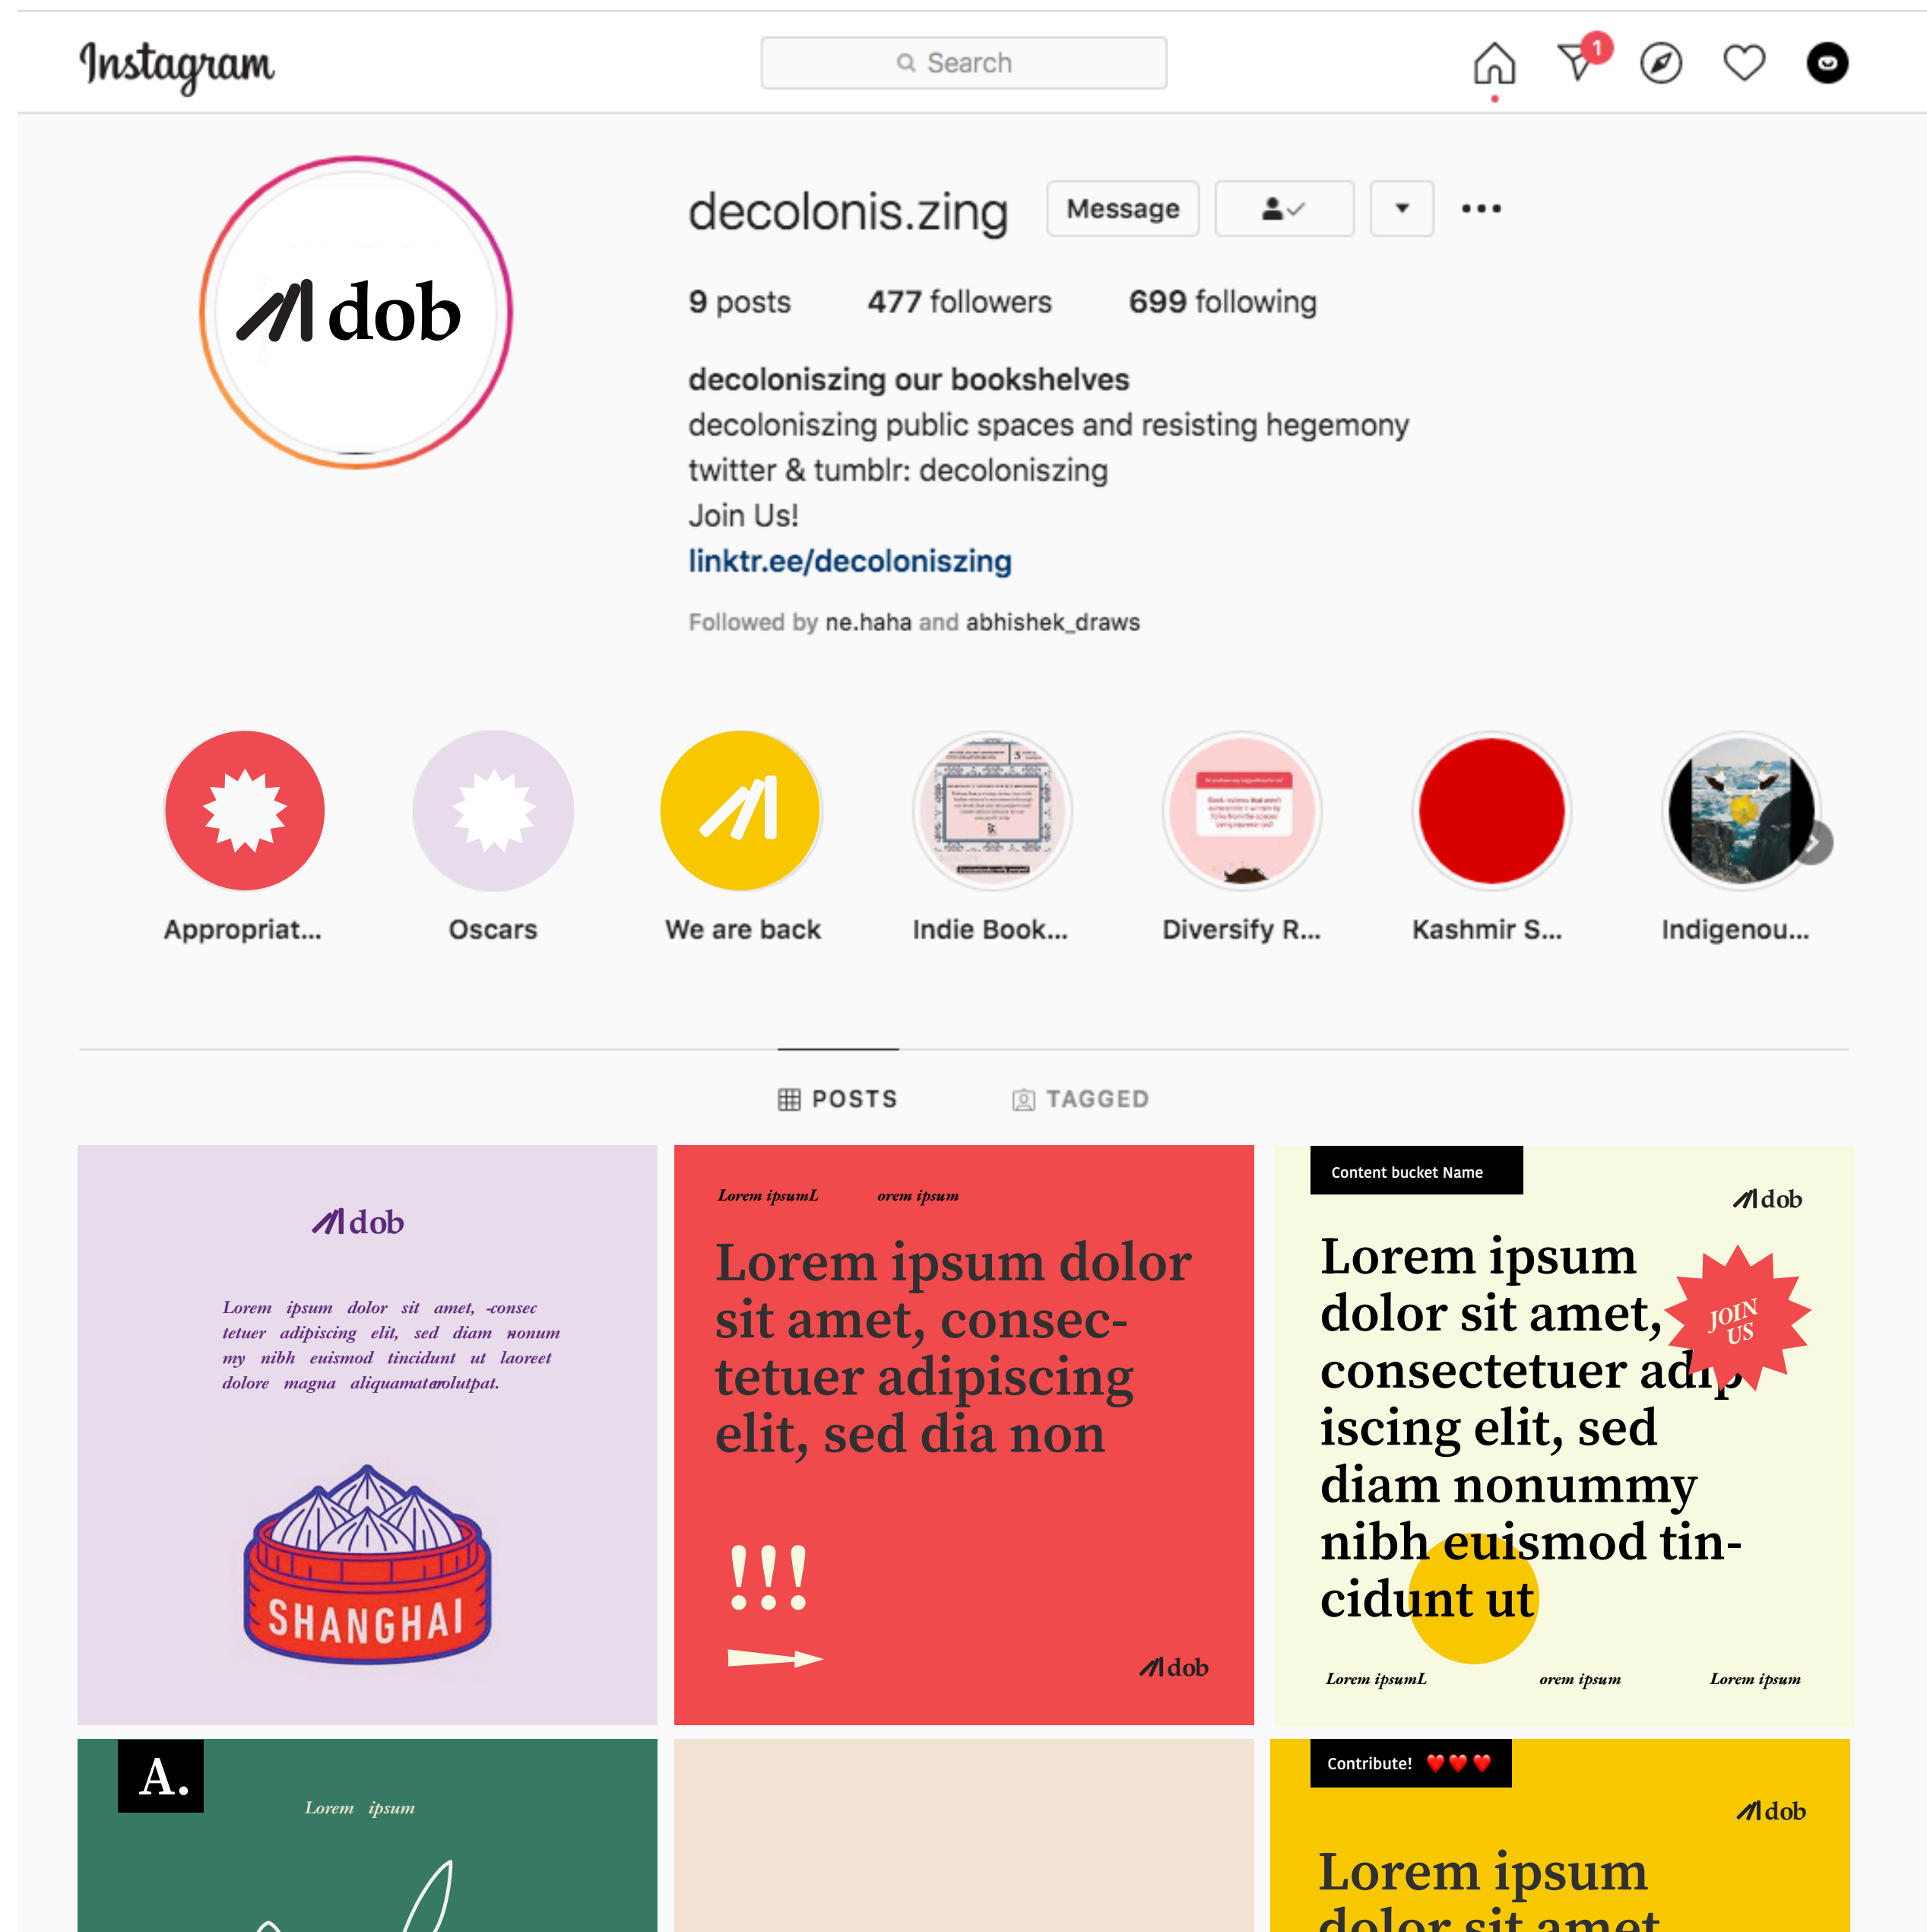 Instagram
Search
1
dob
decolonis.zing
Message
9 posts 477 followers 699 following
decoloniszing our bookshelves
decoloniszing public spaces and resisting hegemony
twitter & tumblr: decoloniszing
Join Us!
linktr.ee/decoloniszing
Followed by ne.haha and abhishek_draws
Appropriat...
Oscars
We are back
Indie Book...
Diversify R...
Kashmir S...
Indigenou...
POSTS
TAGGED
dob
Lorem ipsum dolor sit amet, -consec
tetuer adipiscing elit, sed diam nonum
my nibh euismod tincidunt ut laoreet
dolore magna
SHANGHAI
Lorem ipsumL orem ipsum
Lorem ipsum dolor
sit amet, consec-
tetuer adipiscing
elit, sed dia non
!!!
dob
Content bucket Name
dob
Lorem ipsum
dolor sit amet,
consectetuer adip
iscing elit, sed
diam nonummy
nibh euismod tin-
cidunt ut
JOIN
US
Lorem ipsumL orem ipsum Lorem ipsum
A.
Lorem ipsum
Contribute! ❤️❤️❤️
dob
Lorem ipsum
dolor sit amet